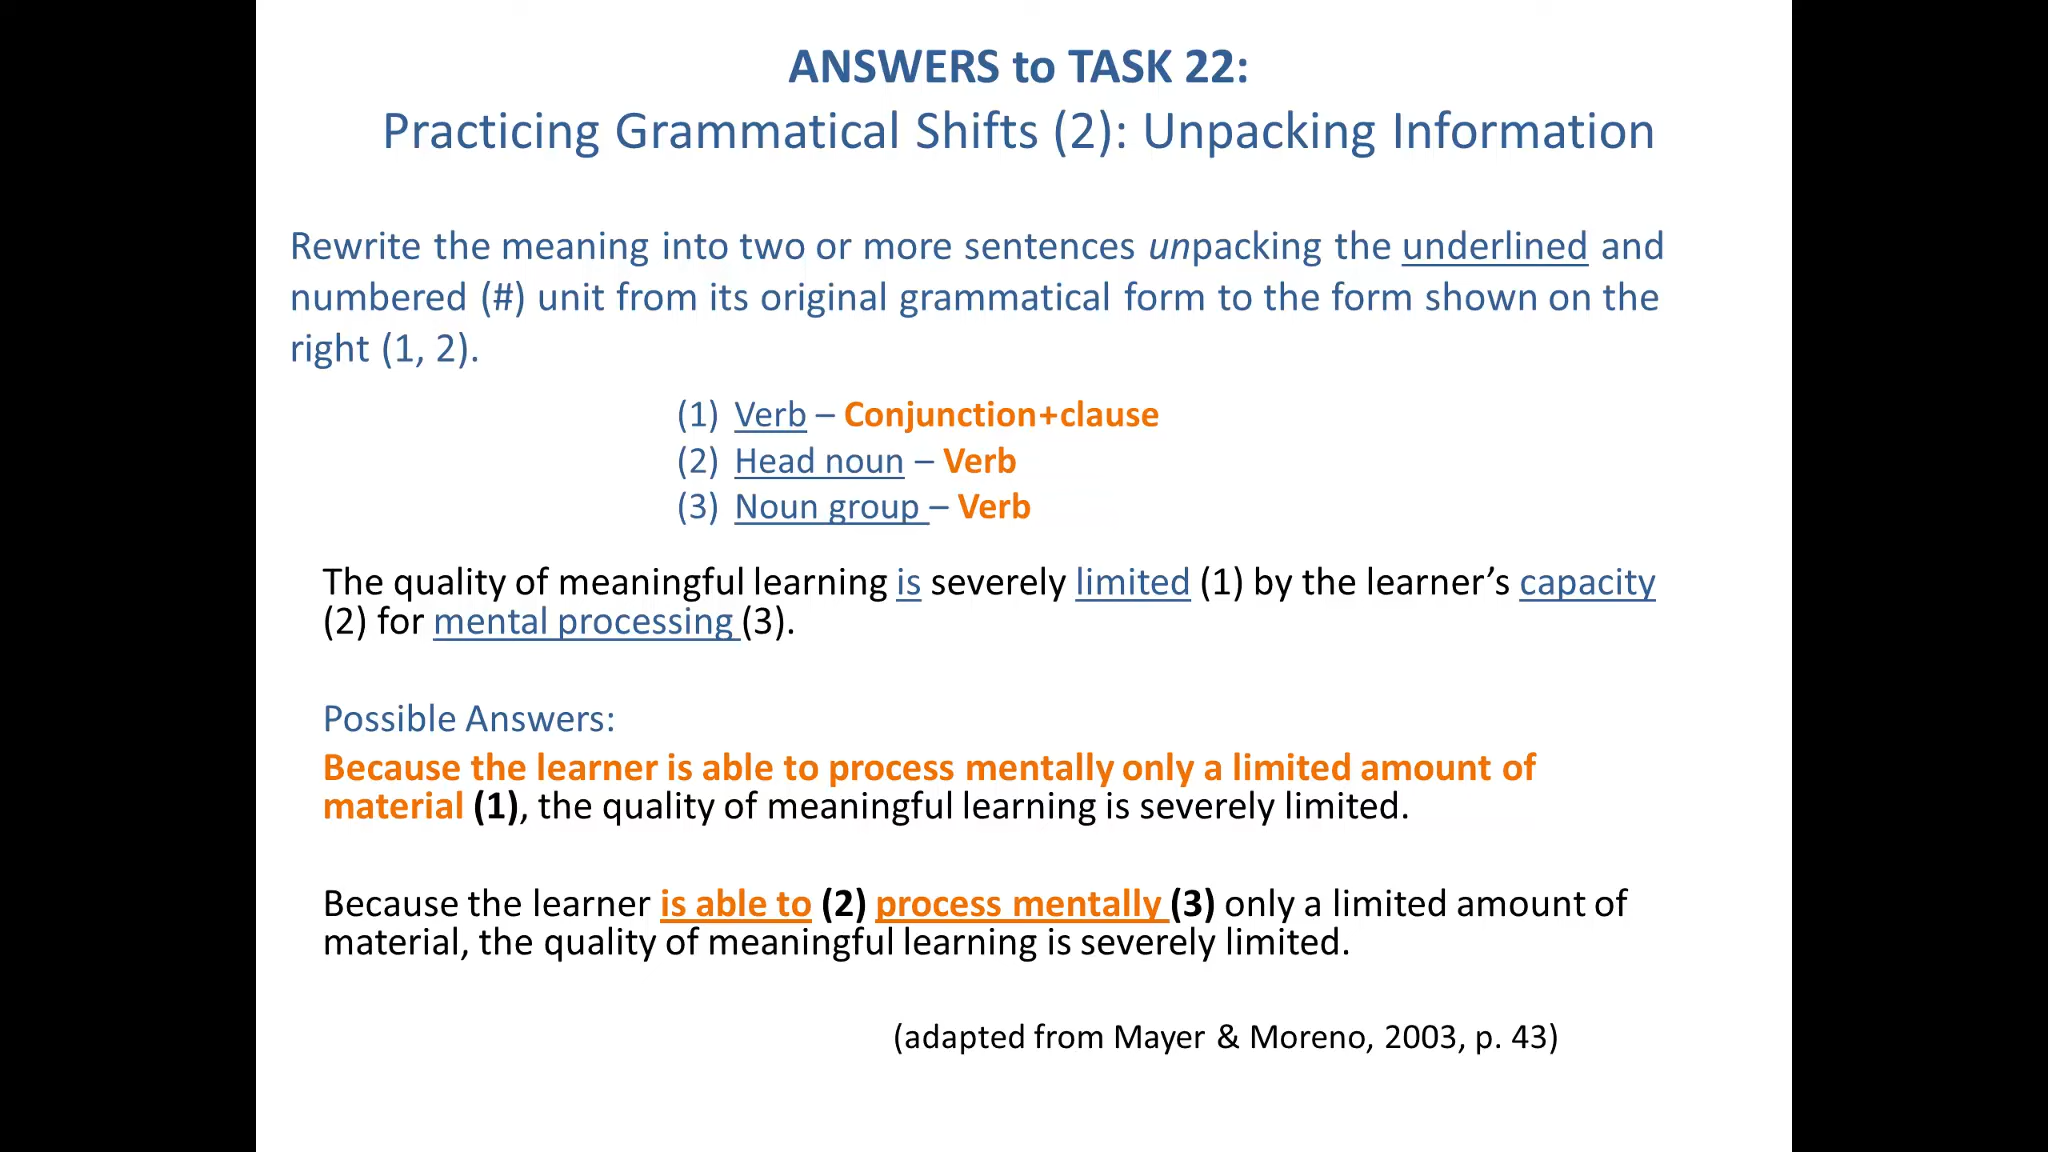 ANSWERS to TASK 22:
Practicing Grammatical Shifts (2): Unpacking Information
Rewrite the meaning into two or more sentences unpacking the underlined and
numbered (#) unit from its original grammatical form to the form shown on the
right (1, 2).
(1) Verb – Conjunction+clause
(2) Head noun – Verb
(3) Noun group – Verb
The quality of meaningful learning is severely limited (1) by the learner’s capacity
(2) for mental processing (3).
Possible Answers:
Because the learner is able to process mentally only a limited amount of
material (1), the quality of meaningful learning is severely limited.
Because the learner is able to (2) process mentally (3) only a limited amount of
material, the quality of meaningful learning is severely limited.
(adapted from Mayer & Moreno, 2003, p. 43)